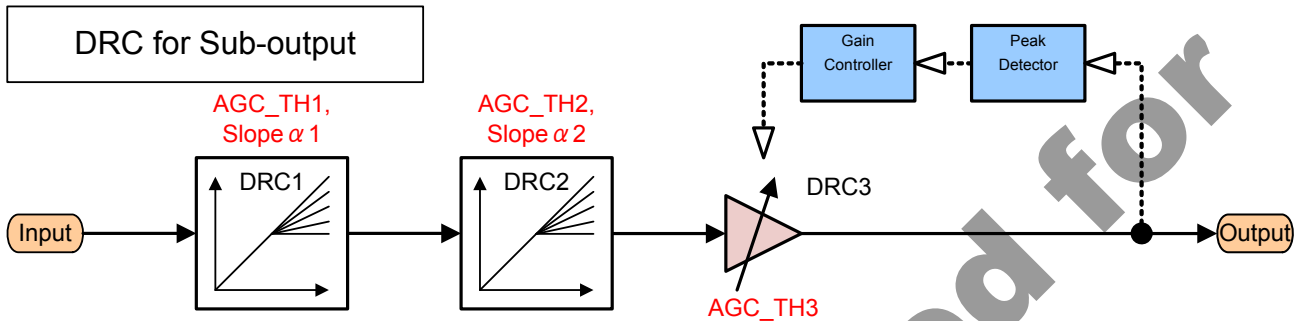 DRC for Sub-output
Gain
Controller
Peak
Detector
AGC_TH1,
Slope α 1
AGC_TH2,
Slope α 2
DRC1
DRC2
DRC3
Input
Output
AGC_TH3
for